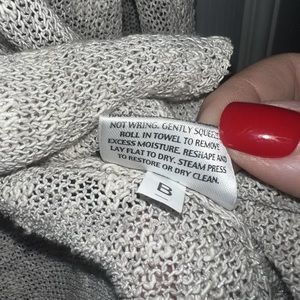 NOT WRING. GENTLY SQUEEZE
ROLL IN TOWEL TO REMOVE
EXCESS MOISTURE. RESHAPE AND
LAY FLAT TO DRY. STEAM PRESS
TO RESTORE OR DRY CLEAN.
B